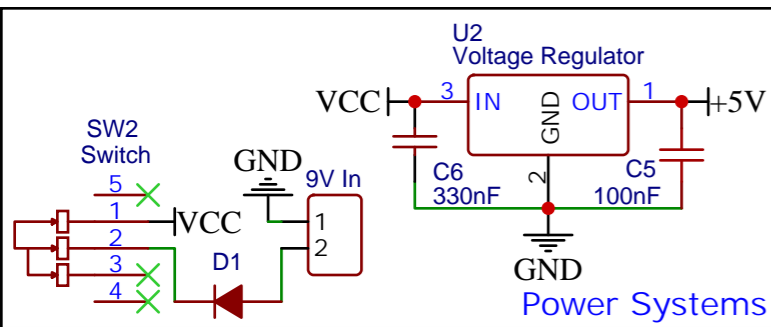 U2
Voltage Regulator
VCC
3
IN
GND
OUT
1
+5V
2
C6
330nF
C5
100nF
GND
SW2
Switch
5
1
VCC
2
3
4
GND
9V In
1
2
D1
Power Systems